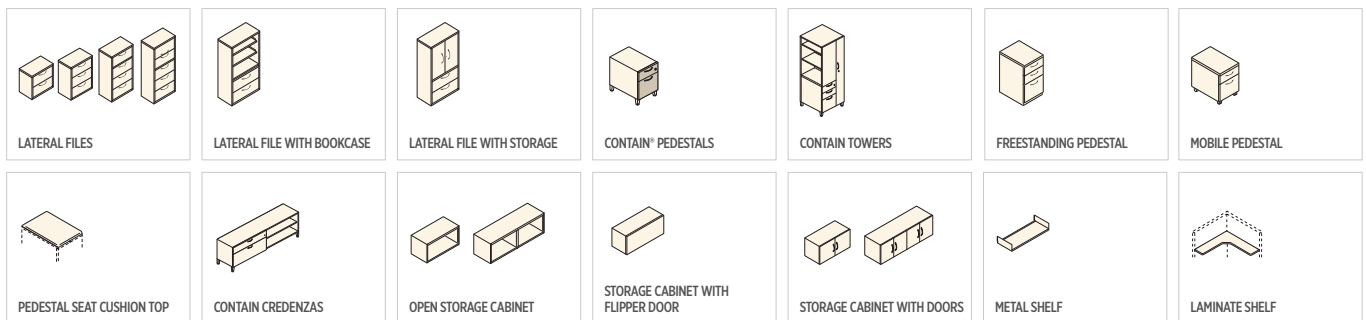 LATERAL FILES
LATERAL FILE WITH BOOKCASE
LATERAL FILE WITH STORAGE
CONTAIN® PEDESTALS
CONTAIN TOWERS
FREESTANDING PEDESTAL
MOBILE PEDESTAL
PEDESTAL SEAT CUSHION TOP
CONTAIN CREDENZAS
OPEN STORAGE CABINET
STORAGE CABINET WITH
FLIPPER DOOR
STORAGE CABINET WITH DOORS
METAL SHELF
LAMINATE SHELF